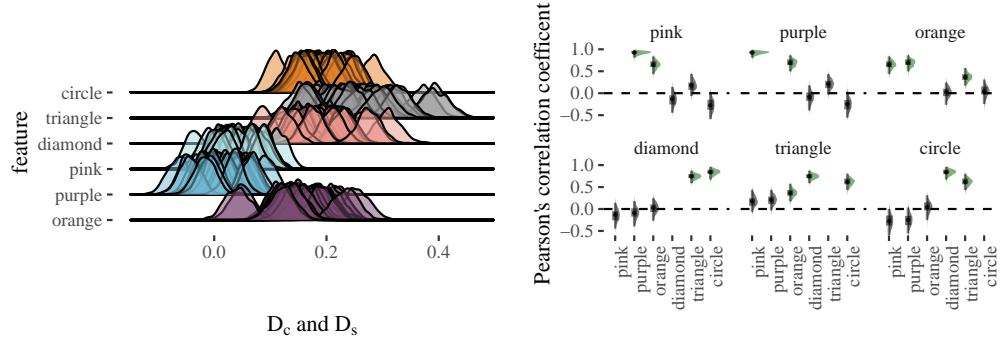 feature
circle
triangle
diamond
pink
purple
orange
0.0 0.2 0.4
D_c and D_s
Pearson's correlation coefficent
pink purple orange
1.0
0.5
0.0
−0.5
diamond triangle circle
1.0
0.5
0.0
−0.5
pink purple orange diamond triangle circle
pink purple orange diamond triangle circle
pink purple orange diamond triangle circle